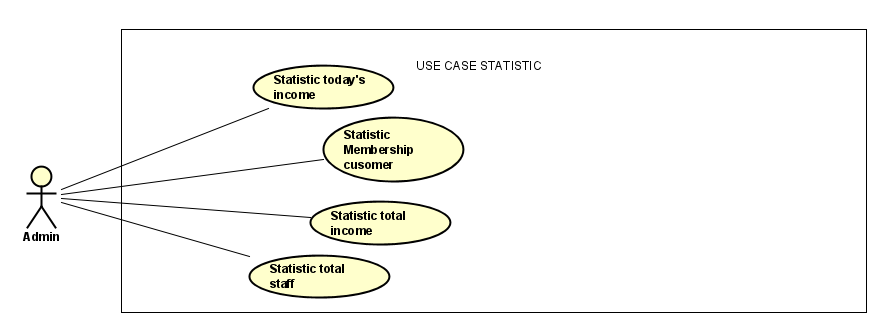 USE CASE STATISTIC
Statistic today's
income
Statistic
Membership
cusomer
Statistic total
income
Admin
Statistic total
staff